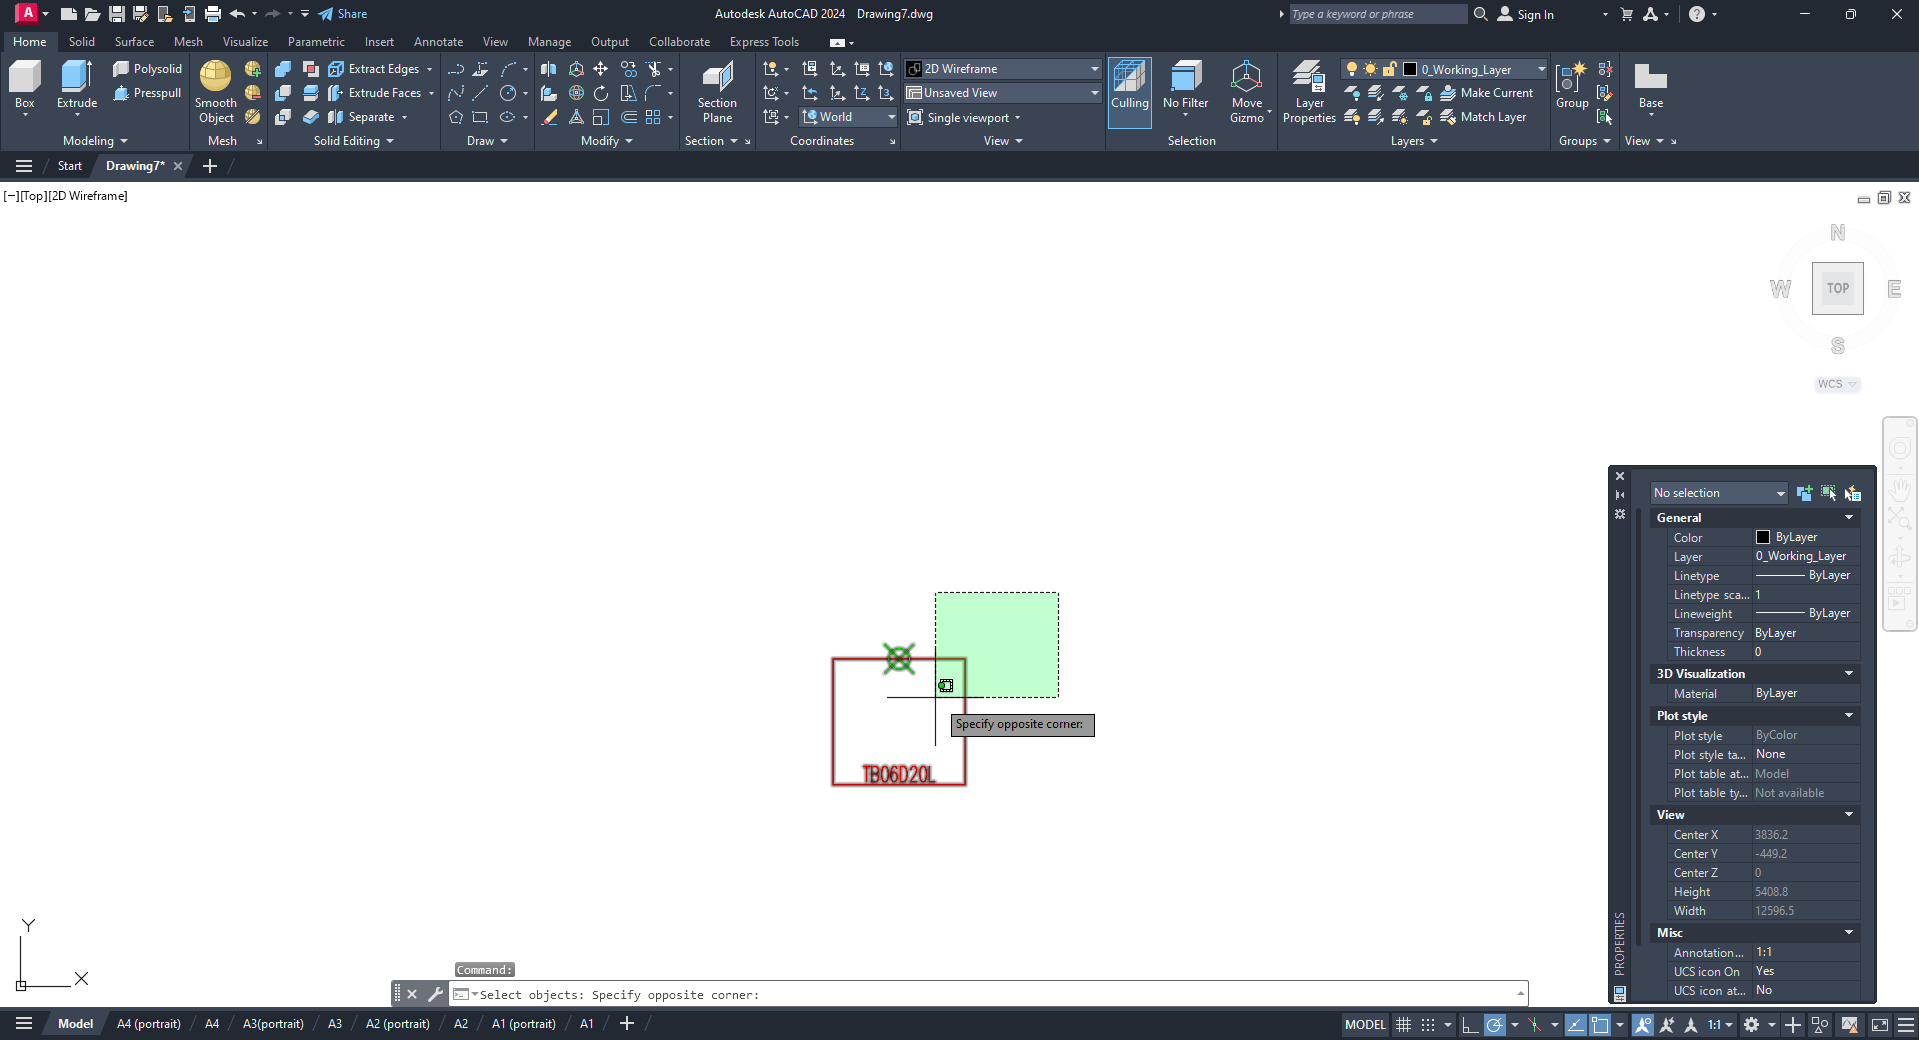 A Share Autodesk AutoCAD 2024 Drawing7.dwg Type a keyword or phrase Sign In
Home Solid Surface Mesh Visualize Parametric Insert Annotate View Manage Output Collaborate Express Tools
Box Extrude Polysolid Presspull
Smooth Object
Extract Edges
Extrude Faces
Separate
Section Plane
World
2D Wireframe
Unsaved View
Single viewport
Culling No Filter Move Gizmo
Layer Properties
0_Working_Layer
Make Current
Match Layer
Group
Base
Modeling Mesh Solid Editing Draw Modify Section Coordinates View Selection Layers Groups View
Start Drawing7*
[−][Top][2D Wireframe]
N
W TOP E
S
WCS
TB06D20L
Specify opposite corner:
Y
X
No selection
General
Color ByLayer
Layer 0_Working_Layer
Linetype ByLayer
Linetype sca... 1
Lineweight ByLayer
Transparency ByLayer
Thickness 0
3D Visualization
Material ByLayer
Plot style
Plot style ByColor
Plot style ta... None
Plot table at... Model
Plot table ty... Not available
View
Center X 3836.2
Center Y -449.2
Center Z 0
Height 5408.8
Width 12596.5
Misc
Annotation... 1:1
UCS icon On Yes
UCS icon at... No
PROPERTIES
Command:
Select objects: Specify opposite corner:
Model A4 (portrait) A4 A3(portrait) A3 A2 (portrait) A2 A1 (portrait) A1 MODEL 1:1